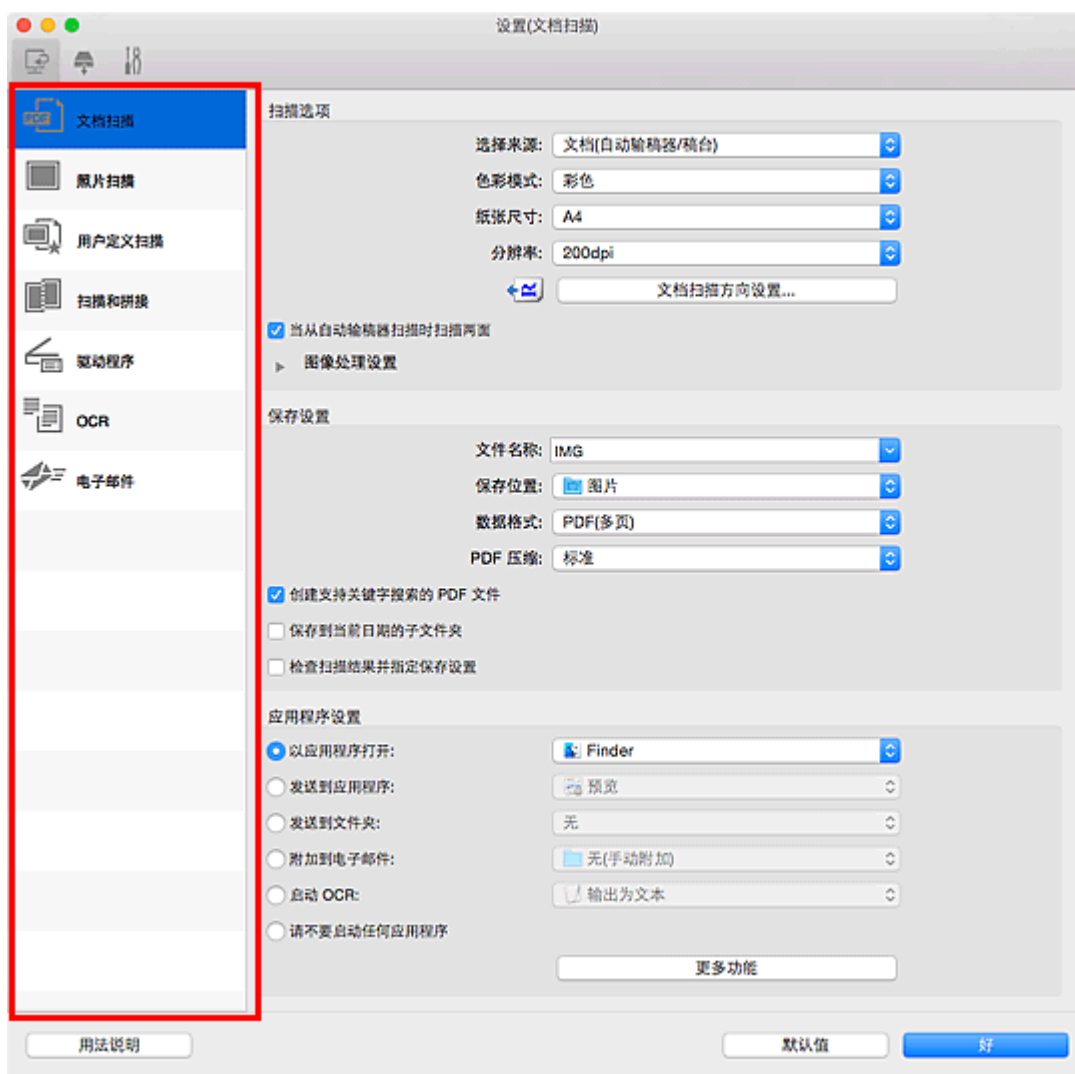 设置(文档扫描)
PDF
文档扫描
照片扫描
用户定义扫描
扫描和拼接
驱动程序
OCR
电子邮件
扫描选项
选择来源: 文档(自动输稿器/稿台)
色彩模式: 彩色
纸张尺寸: A4
分辨率: 200dpi
文档扫描方向设置...
当从自动输稿器扫描时扫描两面
图像处理设置
保存设置
文件名称: IMG
保存位置: 图片
数据格式: PDF(多页)
PDF 压缩: 标准
创建支持关键字搜索的 PDF 文件
保存到当前日期的子文件夹
检查扫描结果并指定保存设置
应用程序设置
以应用程序打开: Finder
发送到应用程序: 预览
发送到文件夹: 无
附加到电子邮件: 无(手动附加)
启动 OCR: 输出为文本
请不要启动任何应用程序
更多功能
用法说明
默认值
好